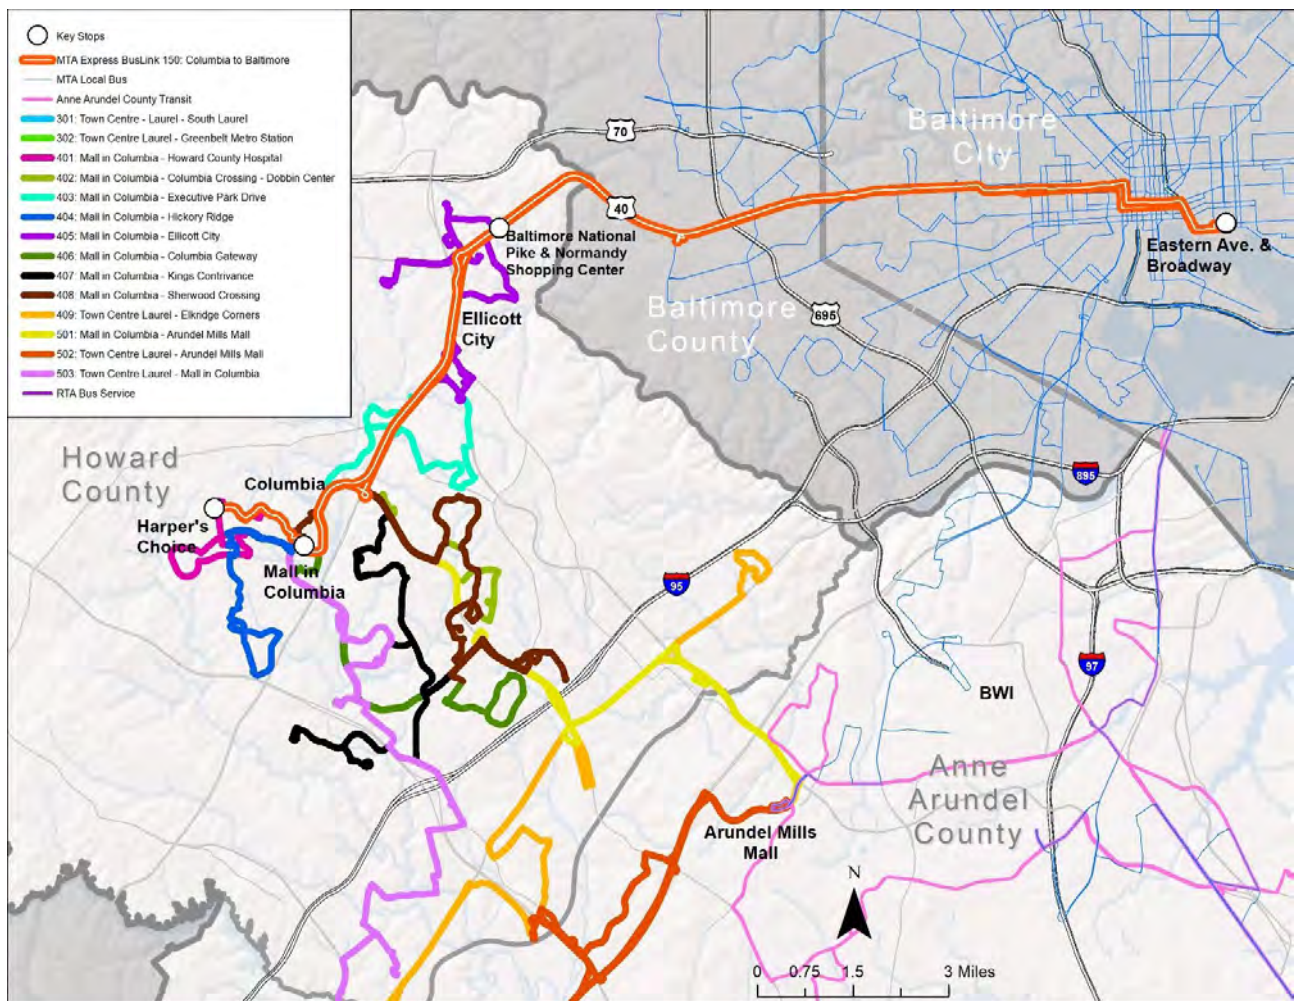 Key Stops
MTA Express BusLink 150: Columbia to Baltimore
MTA Local Bus
Anne Arundel County Transit
301: Town Centre - Laurel - South Laurel
302: Town Centre Laurel - Greenbelt Metro Station
401: Mall in Columbia - Howard County Hospital
402: Mall in Columbia - Columbia Crossing - Dobbin Center
403: Mall in Columbia - Executive Park Drive
404: Mall in Columbia - Hickory Ridge
405: Mall in Columbia - Ellicott City
406: Mall in Columbia - Columbia Gateway
407: Mall in Columbia - Kings Contrivance
408: Mall in Columbia - Sherwood Crossing
409: Town Centre Laurel - Elkridge Corners
501: Mall in Columbia - Arundel Mills Mall
502: Town Centre Laurel - Arundel Mills Mall
503: Town Centre Laurel - Mall in Columbia
RTA Bus Service
70
Baltimore
City
40
Baltimore National
Pike & Normandy
Shopping Center
Eastern Ave. &
Broadway
Baltimore
County
695
Ellicott
City
Howard
County
Columbia
895
Harper's
Choice
Mall in
Columbia
95
97
BWI
Anne
Arundel
County
Arundel Mills
Mall
N
0 0.75 1.5 3 Miles